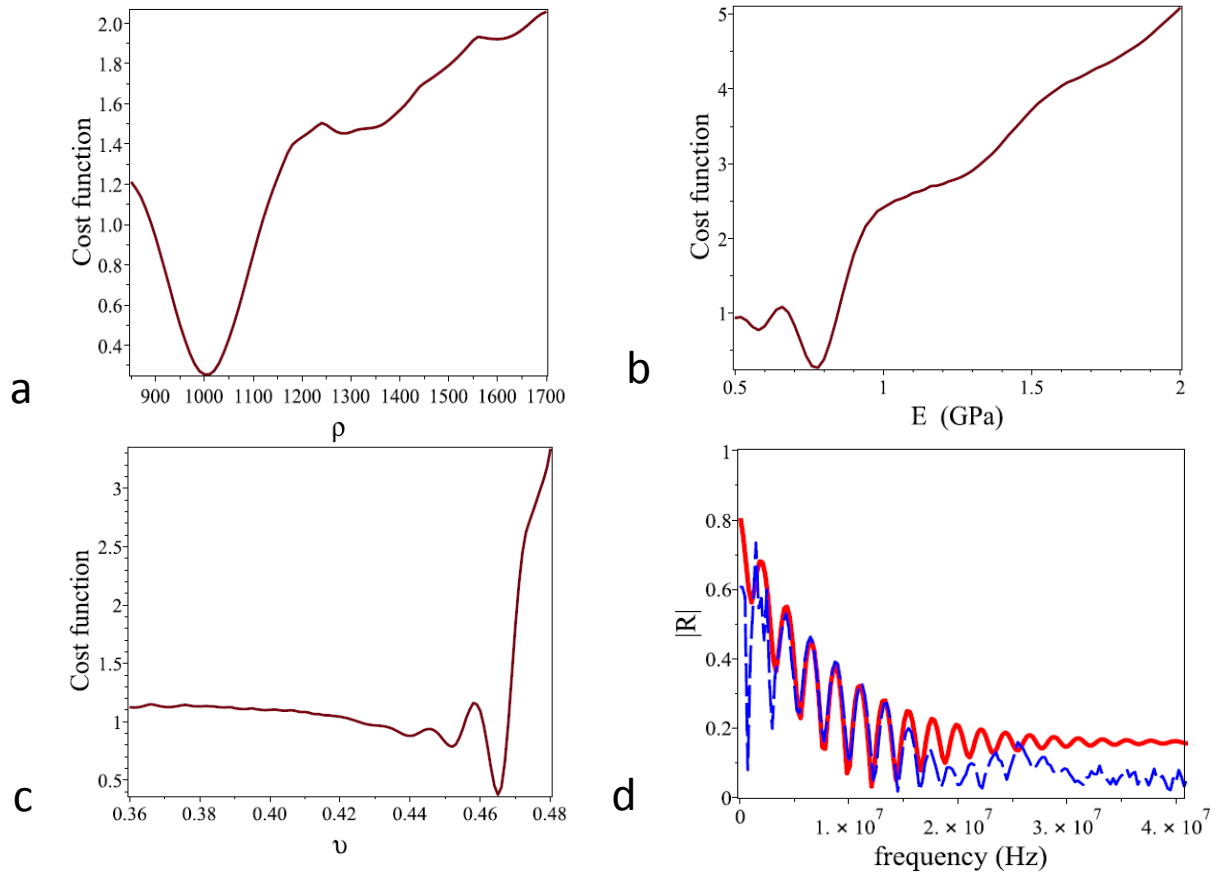 2.0
1.8
1.6
1.4
1.2
1.0
0.8
0.6
0.4
Cost function
900 1000 1100 1200 1300 1400 1500 1600 1700
ρ
a
5
4
3
2
1
Cost function
0.5 1 1.5 2
E (GPa)
b
3
2.5
2
1.5
1
0.5
Cost function
0.36 0.38 0.40 0.42 0.44 0.46 0.48
υ
c
1
0.8
0.6
0.4
0.2
0
|R|
0 1. × 10⁷ 2. × 10⁷ 3. × 10⁷ 4. × 10⁷
frequency (Hz)
d